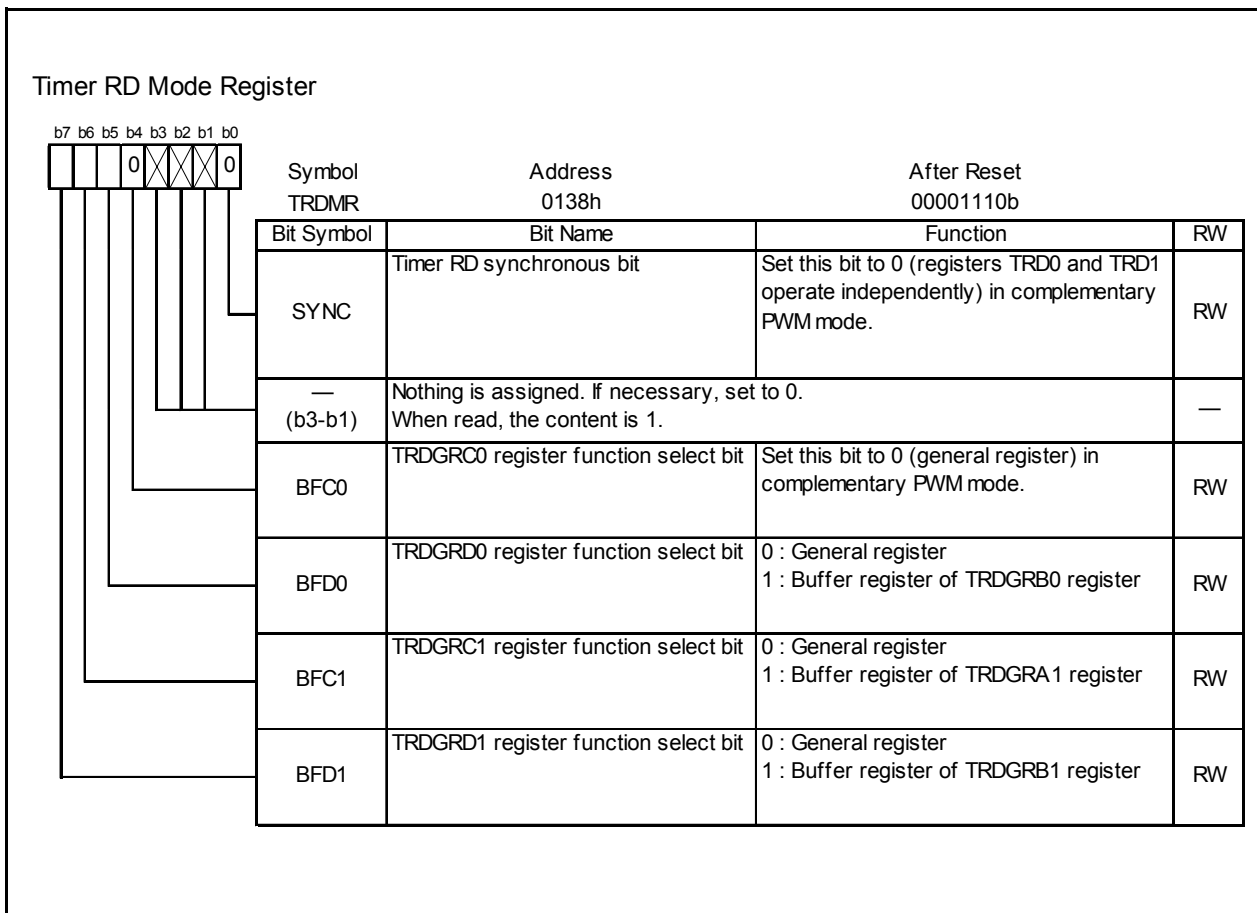 Timer RD Mode Register
b7 b6 b5 b4 b3 b2 b1 b0
0 0
Symbol Address After Reset
TRDMR 0138h 00001110b
Bit Symbol Bit Name Function RW
SYNC Timer RD synchronous bit Set this bit to 0 (registers TRD0 and TRD1
operate independently) in complementary
PWM mode. RW
— Nothing is assigned. If necessary, set to 0.
(b3-b1) When read, the content is 1. —
BFC0 TRDGRC0 register function select bit Set this bit to 0 (general register) in
complementary PWM mode. RW
BFD0 TRDGRD0 register function select bit 0 : General register
1 : Buffer register of TRDGRB0 register RW
BFC1 TRDGRC1 register function select bit 0 : General register
1 : Buffer register of TRDGRA1 register RW
BFD1 TRDGRD1 register function select bit 0 : General register
1 : Buffer register of TRDGRB1 register RW